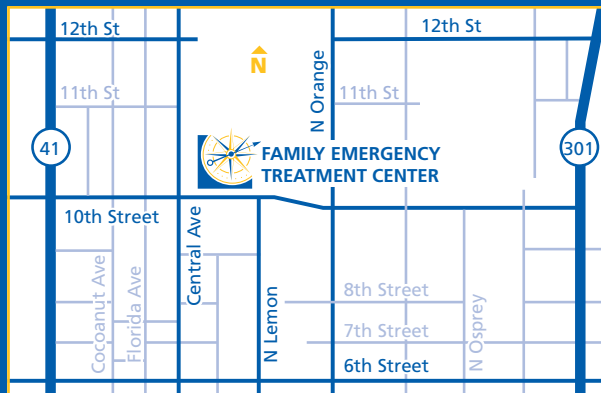 12th St
12th St
N
N Orange
11th St
11th St
41
FAMILY EMERGENCY
TREATMENT CENTER
301
10th Street
Central Ave
Cocoanut Ave
Florida Ave
N Lemon
8th Street
N Osprey
7th Street
6th Street